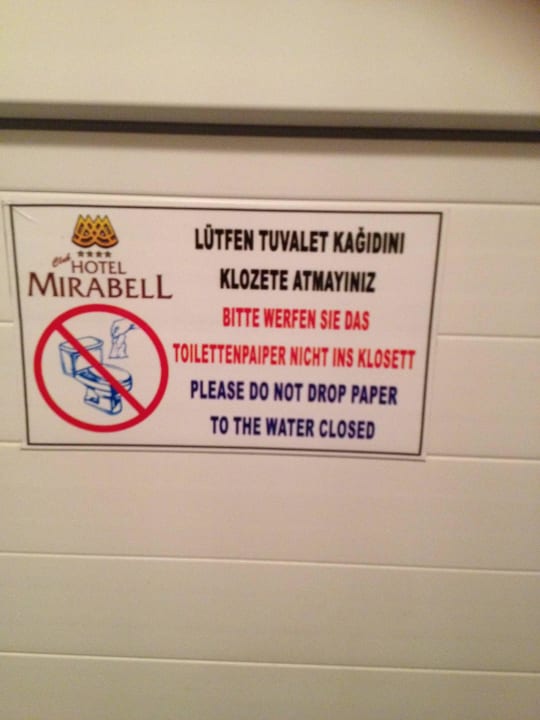 Club
HOTEL
MIRABELL
LÜTFEN TUVALET KAĞIDINI
KLOZETE ATMAYINIZ
BITTE WERFEN SIE DAS
TOILETTENPAIPER NICHT INS KLOSETT
PLEASE DO NOT DROP PAPER
TO THE WATER CLOSED